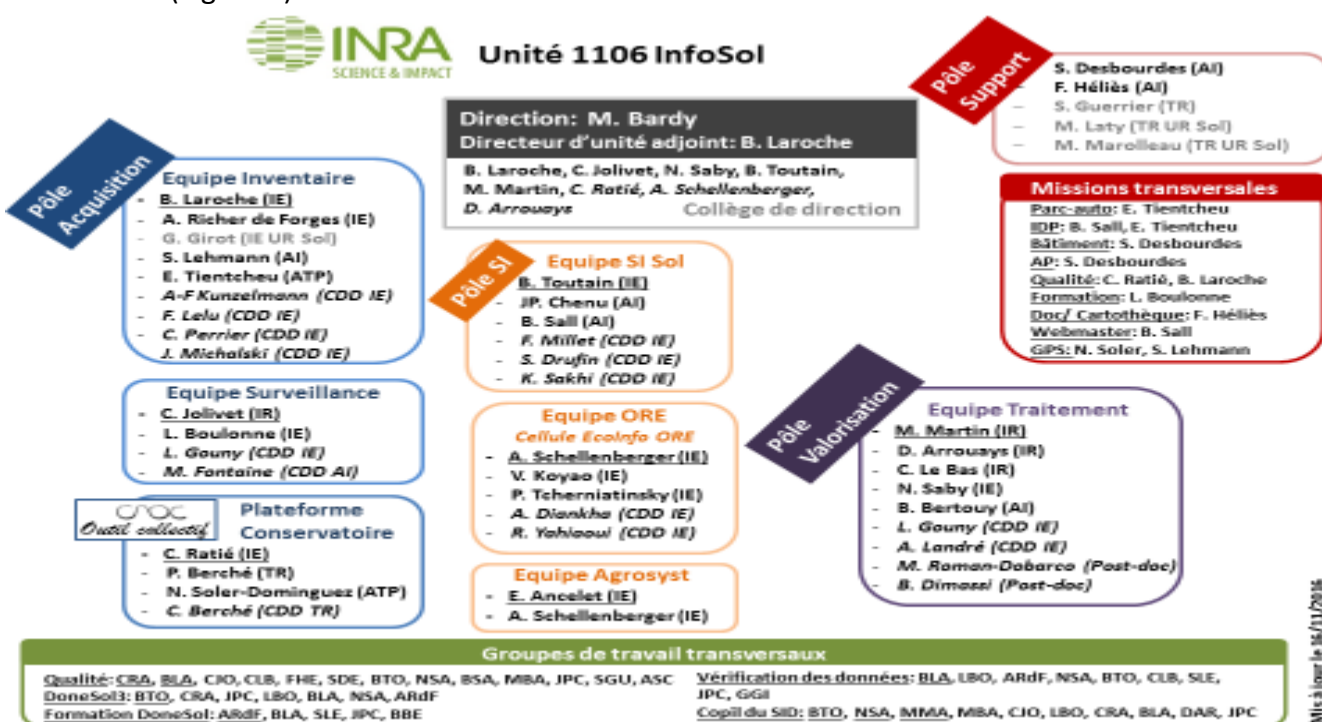 INRA
SCIENCE & IMPACT
Unité 1106 InfoSol
Direction: M. Bardy
Directeur d'unité adjoint: B. Laroche
B. Laroche, C. Jolivet, N. Saby, B. Toutain,
M. Martin, C. Ratié, A. Schellenberger,
D. Arrouays
Collège de direction
Pôle Support
S. Desbourdes (AI)
- F. Héliès (AI)
- S. Guerrier (TR)
- M. Laty (TR UR Sol)
- M. Marolleau (TR UR Sol)
Missions transversales
Parc-auto: E. Tientcheu
IDP: B. Sall, E. Tientcheu
Bâtiment: S. Desbourdes
AP: S. Desbourdes
Qualité: C. Ratié, B. Laroche
Formation: L. Boulonne
Doc/ Cartothèque: F. Héliès
Webmaster: B. Sall
GPS: N. Soler, S. Lehmann
Pôle Acquisition
Equipe Inventaire
- B. Laroche (IE)
- A. Richer de Forges (IE)
- G. Girot (IE UR Sol)
- S. Lehmann (AI)
- E. Tientcheu (ATP)
- A-F Kunzelmann (CDD IE)
- F. Lelu (CDD IE)
- C. Perrier (CDD IE)
- J. Michalski (CDD IE)
Equipe Surveillance
- C. Jolivet (IR)
- L. Boulonne (IE)
- L. Gouny (CDD IE)
- M. Fontaine (CDD AI)
Outil collectif
Plateforme
Conservatoire
- C. Ratié (IE)
- P. Berché (TR)
- N. Soler-Dominguez (ATP)
- C. Berché (CDD TR)
Pôle SI
Equipe SI Sol
- B. Toutain (IE)
- JP. Chenu (AI)
- B. Sall (AI)
- F. Millet (CDD IE)
- S. Drufin (CDD IE)
- K. Sakhi (CDD IE)
Equipe ORE
Cellule EcoInfo ORE
- A. Schellenberger (IE)
- V. Koyao (IE)
- P. Tcherniatinsky (IE)
- A. Diankha (CDD IE)
- R. Yahiaoui (CDD IE)
Equipe Agrosyst
- E. Ancelet (IE)
- A. Schellenberger (IE)
Pôle Valorisation
Equipe Traitement
- M. Martin (IR)
- D. Arrouays (IR)
- C. Le Bas (IR)
- N. Saby (IE)
- B. Bertouy (AI)
- L. Gouny (CDD IE)
- A. Landré (CDD IE)
- M. Roman-Dobarco (Post-doc)
- B. Dimassi (Post-doc)
Groupes de travail transversaux
Qualité: CRA, BLA, CJO, CLB, FHE, SDE, BTO, NSA, BSA, MBA, JPC, SGU, ASC
DoneSol3: BTO, CRA, JPC, LBO, BLA, NSA, ARdF
Formation DoneSol: ARdF, BLA, SLE, JPC, BBE
Vérification des données: BLA, LBO, ARdF, NSA, BTO, CLB, SLE,
JPC, GGI
Copil du SID: BTO, NSA, MMA, MBA, CJO, LBO, CRA, BLA, DAR, JPC
Mis à jour le 16/11/2016